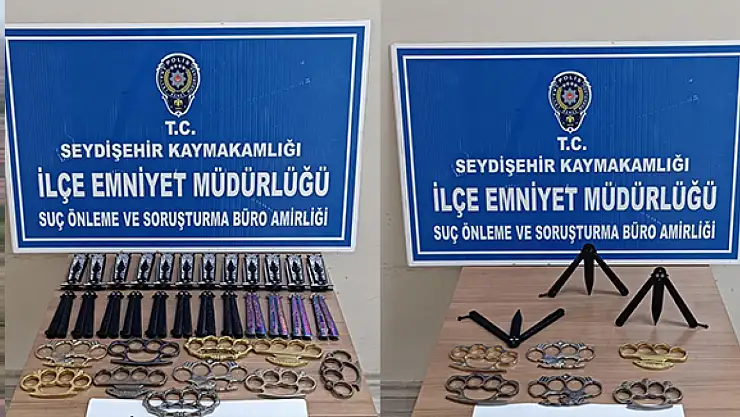 POLİS
T.C.
SEYDİŞEHİR KAYMAKAMLIĞI
İLÇE EMNİYET MÜDÜRLÜĞÜ
SUÇ ÖNLEME VE SORUŞTURMA BÜRO AMİRLİĞİ
POLİS
T.C.
SEYDİŞEHİR KAYMAKAMLIĞI
İLÇE EMNİYET MÜDÜRLÜĞÜ
SUÇ ÖNLEME VE SORUŞTURMA BÜRO AMİRLİĞİ